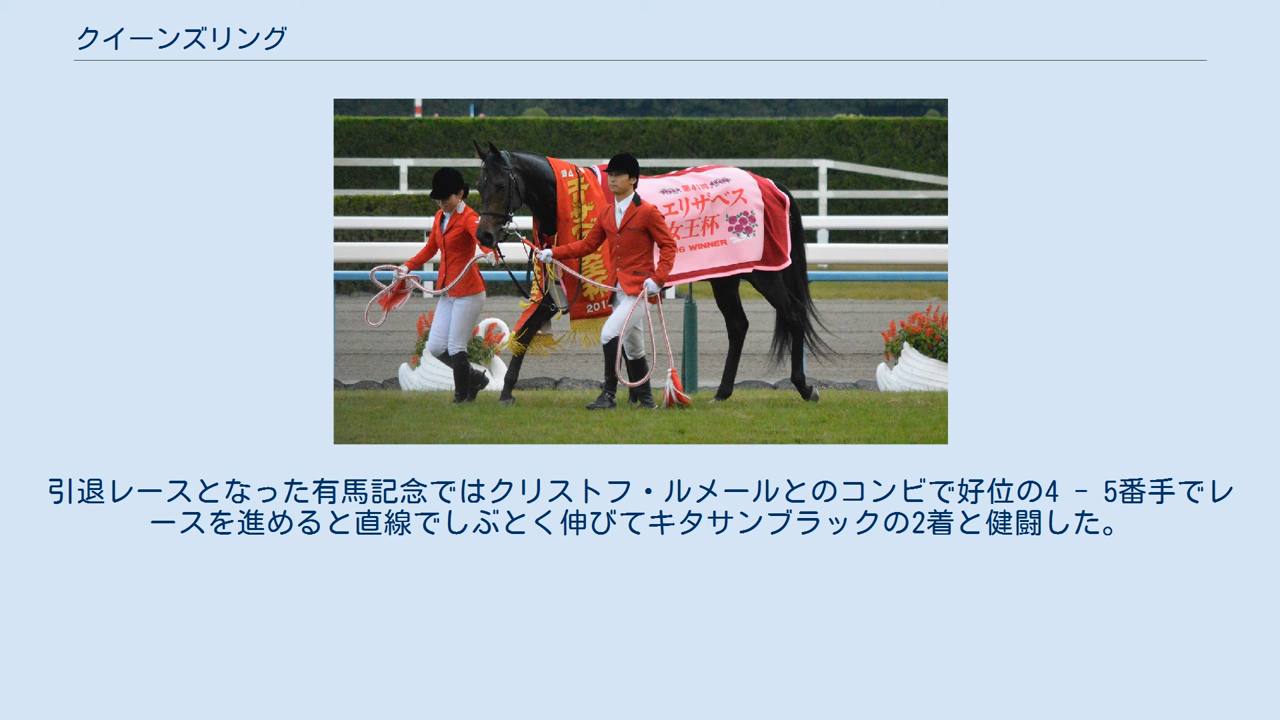 クイーンズリング
第41回
エリザベス
女王杯
WINNER
引退レースとなった有馬記念ではクリストフ・ルメールとのコンビで好位の4 - 5番手でレ
ースを進めると直線でしぶとく伸びてキタサンブラックの2着と健闘した。